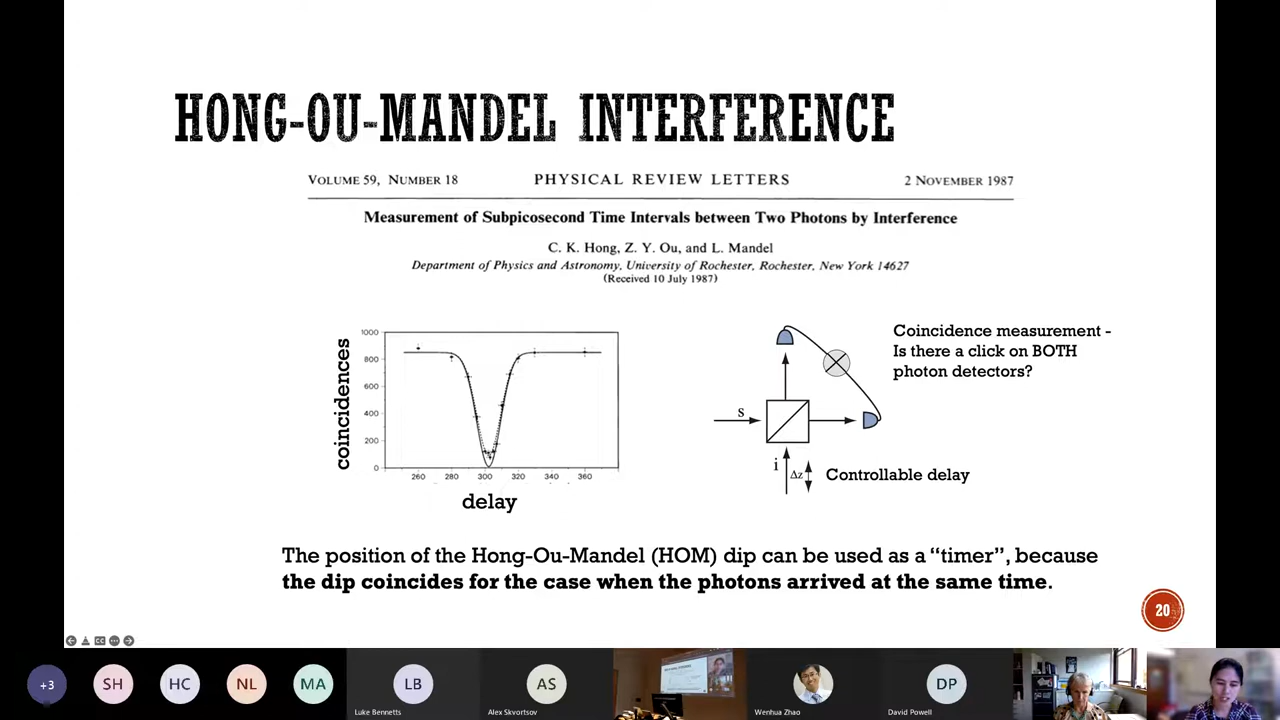 HONG-OU-MANDEL INTERFERENCE
VOLUME 59, NUMBER 18 PHYSICAL REVIEW LETTERS 2 NOVEMBER 1987
Measurement of Subpicosecond Time Intervals between Two Photons by Interference
C. K. Hong, Z. Y. Ou, and L. Mandel
Department of Physics and Astronomy, University of Rochester, Rochester, New York 14627
(Received 10 July 1987)
coincidences
1000
800
600
400
200
0
260 280 300 320 340 360
delay
s
i
Δz
Controllable delay
Coincidence measurement -
Is there a click on BOTH
photon detectors?
The position of the Hong-Ou-Mandel (HOM) dip can be used as a “timer”, because
the dip coincides for the case when the photons arrived at the same time.
20
+3 SH HC NL MA LB AS DP
Luke Bennetts Alex Skvortsov Wenhua Zhao David Powell